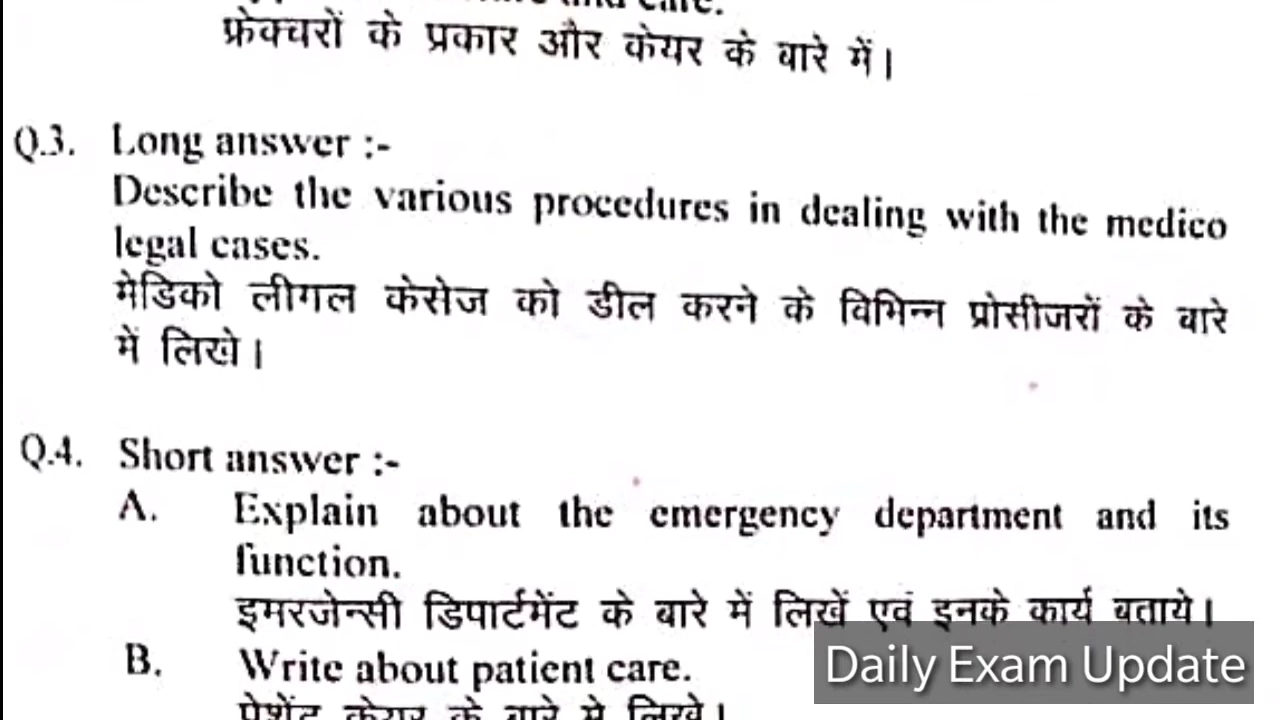 care.
फ्रेक्चरों के प्रकार और केयर के बारे में।
Q.3. Long answer :-
Describe the various procedures in dealing with the medico
legal cases.
मेडिको लीगल केसेज को डील करने के विभिन्न प्रोसीजरों के बारे
में लिखे।
Q.4. Short answer :-
A. Explain about the emergency department and its
function.
इमरजेन्सी डिपार्टमेंट के बारे में लिखें एवं इनके कार्य बताये।
B. Write about patient care.
पेशेंट केयर के बारे मे लिखे।
Daily Exam Update